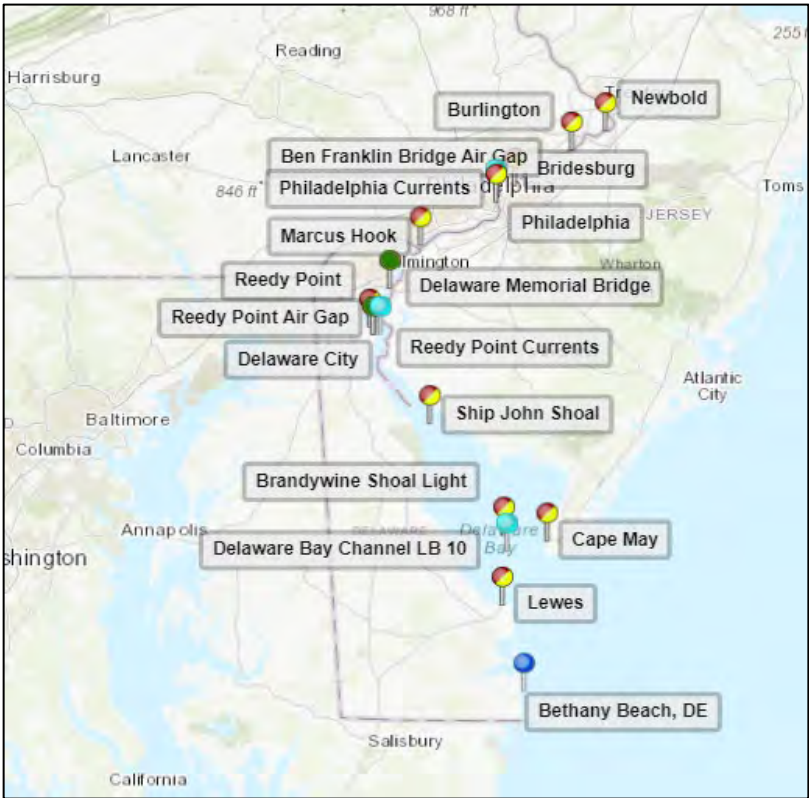 968 ft
255 f
Reading
Harrisburg
Burlington
Newbold
Lancaster
Ben Franklin Bridge Air Gap
Bridesburg
846 ft
Philadelphia Currents
Toms
Philadelphia
JERSEY
Marcus Hook
lmington
Wharton
Reedy Point
Delaware Memorial Bridge
Reedy Point Air Gap
Delaware City
Reedy Point Currents
Atlantic
City
Ship John Shoal
Baltimore
Columbia
Brandywine Shoal Light
Annapolis
DELAWARE
Delaware
Bay
Cape May
Delaware Bay Channel LB 10
shington
Lewes
Bethany Beach, DE
Salisbury
California